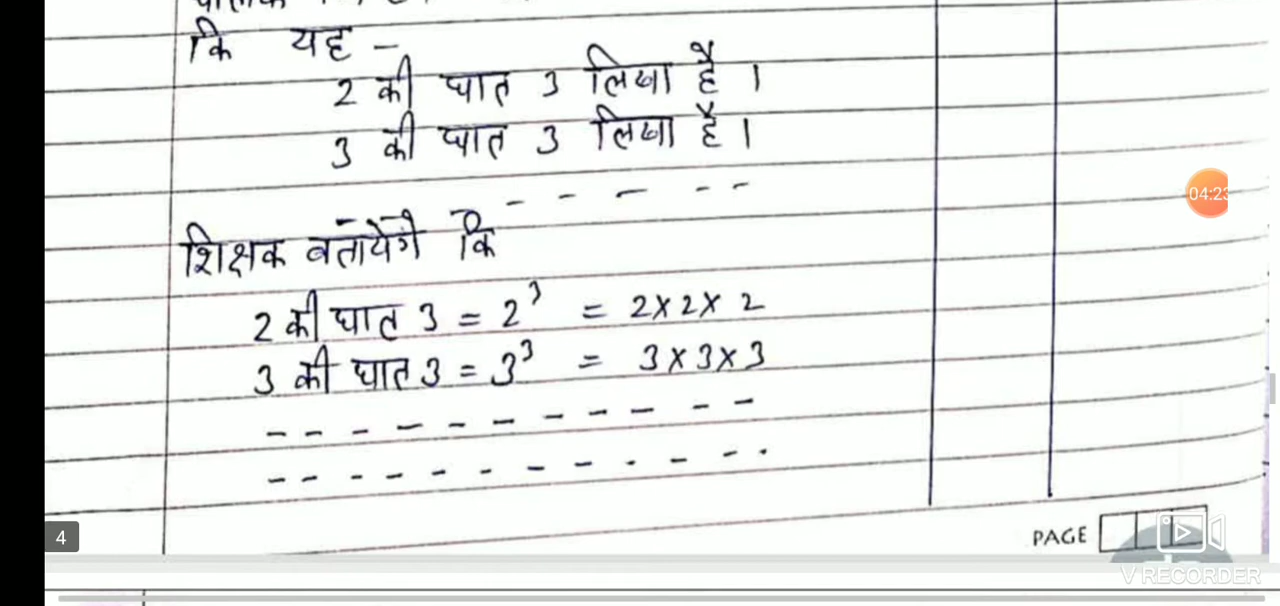 कि यह -
2 की घात 3 लिखा है ।
3 की घात 3 लिखा है ।
- - - -
शिक्षक बतायेंगे कि
2 की घात 3 = 2³ = 2 x 2 x 2
3 की घात 3 = 3³ = 3 x 3 x 3
- - - - - - - - - - -
- - - - - - - - - - - -
04:23
4
PAGE
V RECORDER